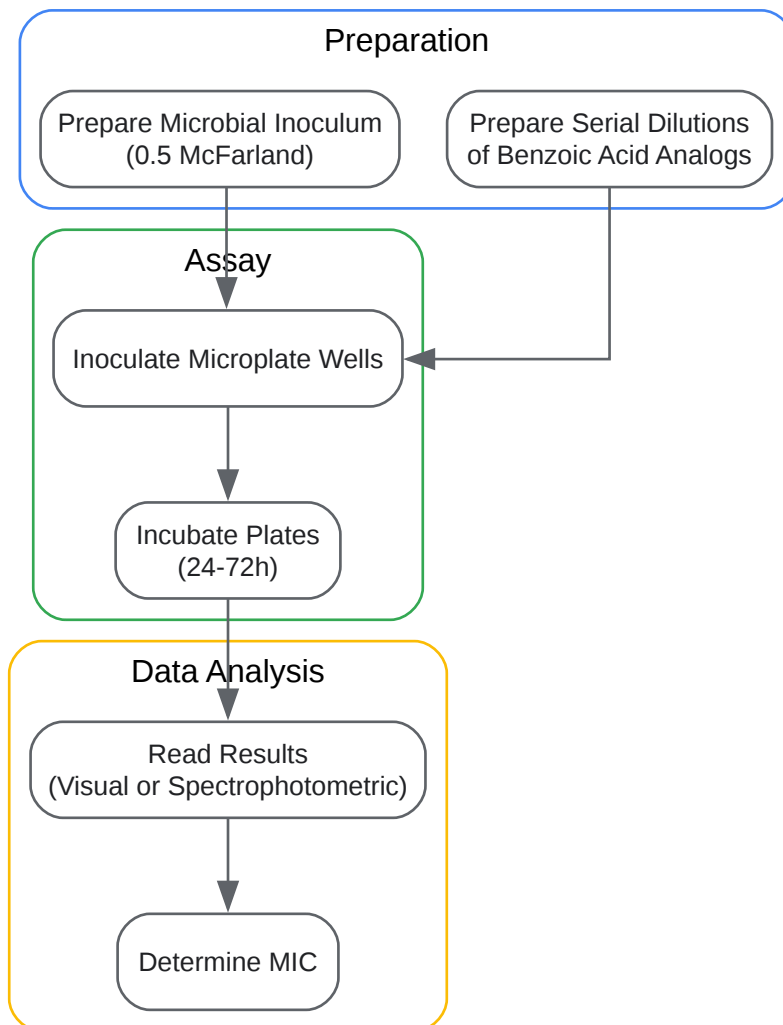 Preparation
Prepare Microbial Inoculum
(0.5 McFarland)
Prepare Serial Dilutions
of Benzoic Acid Analogs
Assay
Inoculate Microplate Wells
Incubate Plates
(24-72h)
Data Analysis
Read Results
(Visual or Spectrophotometric)
Determine MIC